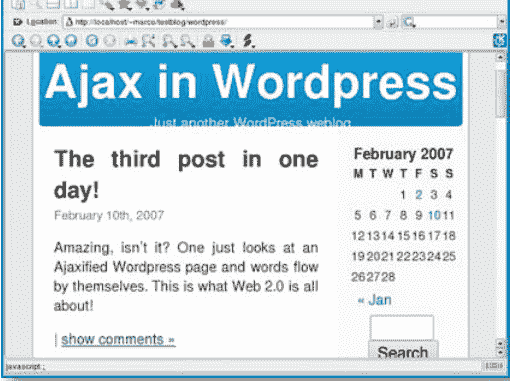 Location: http://localhost/~marco/testblog/wordpress/
Ajax in Wordpress
Just another WordPress weblog
The third post in one
day!
February 10th, 2007
Amazing, isn't it? One just looks at an
Ajaxified Wordpress page and words flow
by themselves. This is what Web 2.0 is all
about!
| show comments »
February 2007
M T W T F S S
1 2 3 4
5 6 7 8 9 10 11
12 13 14 15 16 17 18
19 20 21 22 23 24 25
26 27 28
« Jan
Search
javascript:;